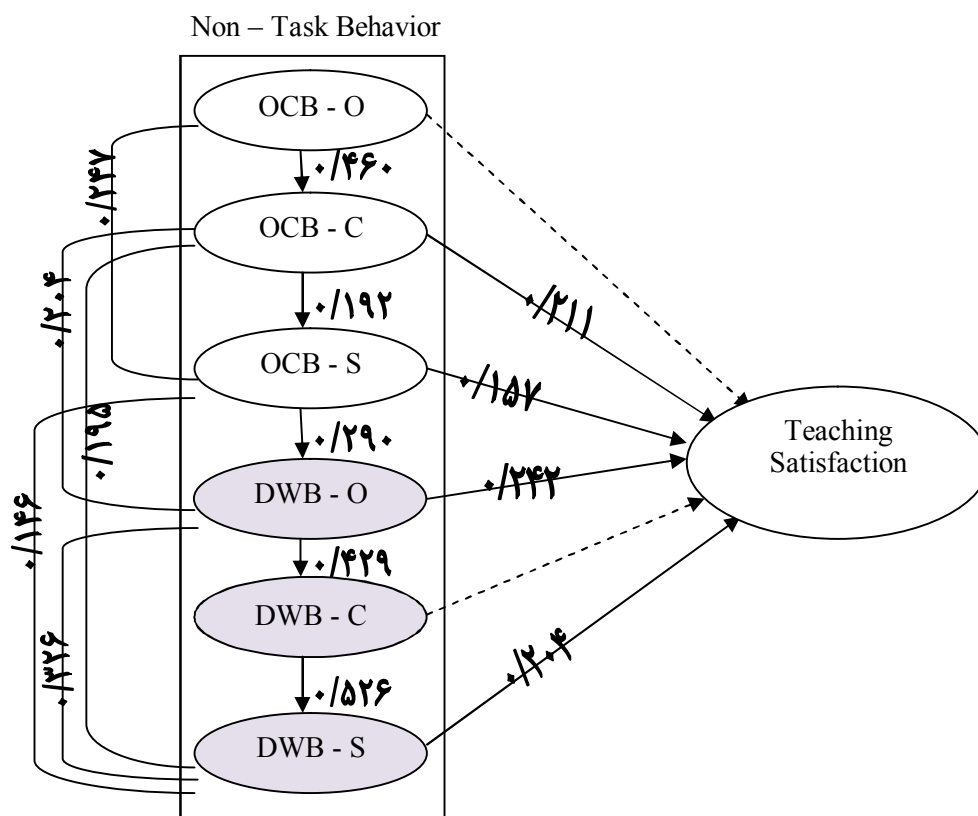 Non – Task Behavior
OCB - O
۰/۲۴۷
۰/۴۶۰
OCB - C
۰/۲۰۴
۰/۱۹۲
۰/۲۱۱
OCB - S
۰/۱۵۷
Teaching
Satisfaction
۰/۱۹۵
۰/۲۹۰
DWB - O
۰/۲۴۲
۰/۱۴۶
۰/۴۲۹
DWB - C
۰/۳۲۶
۰/۲۰۴
۰/۵۲۶
DWB - S